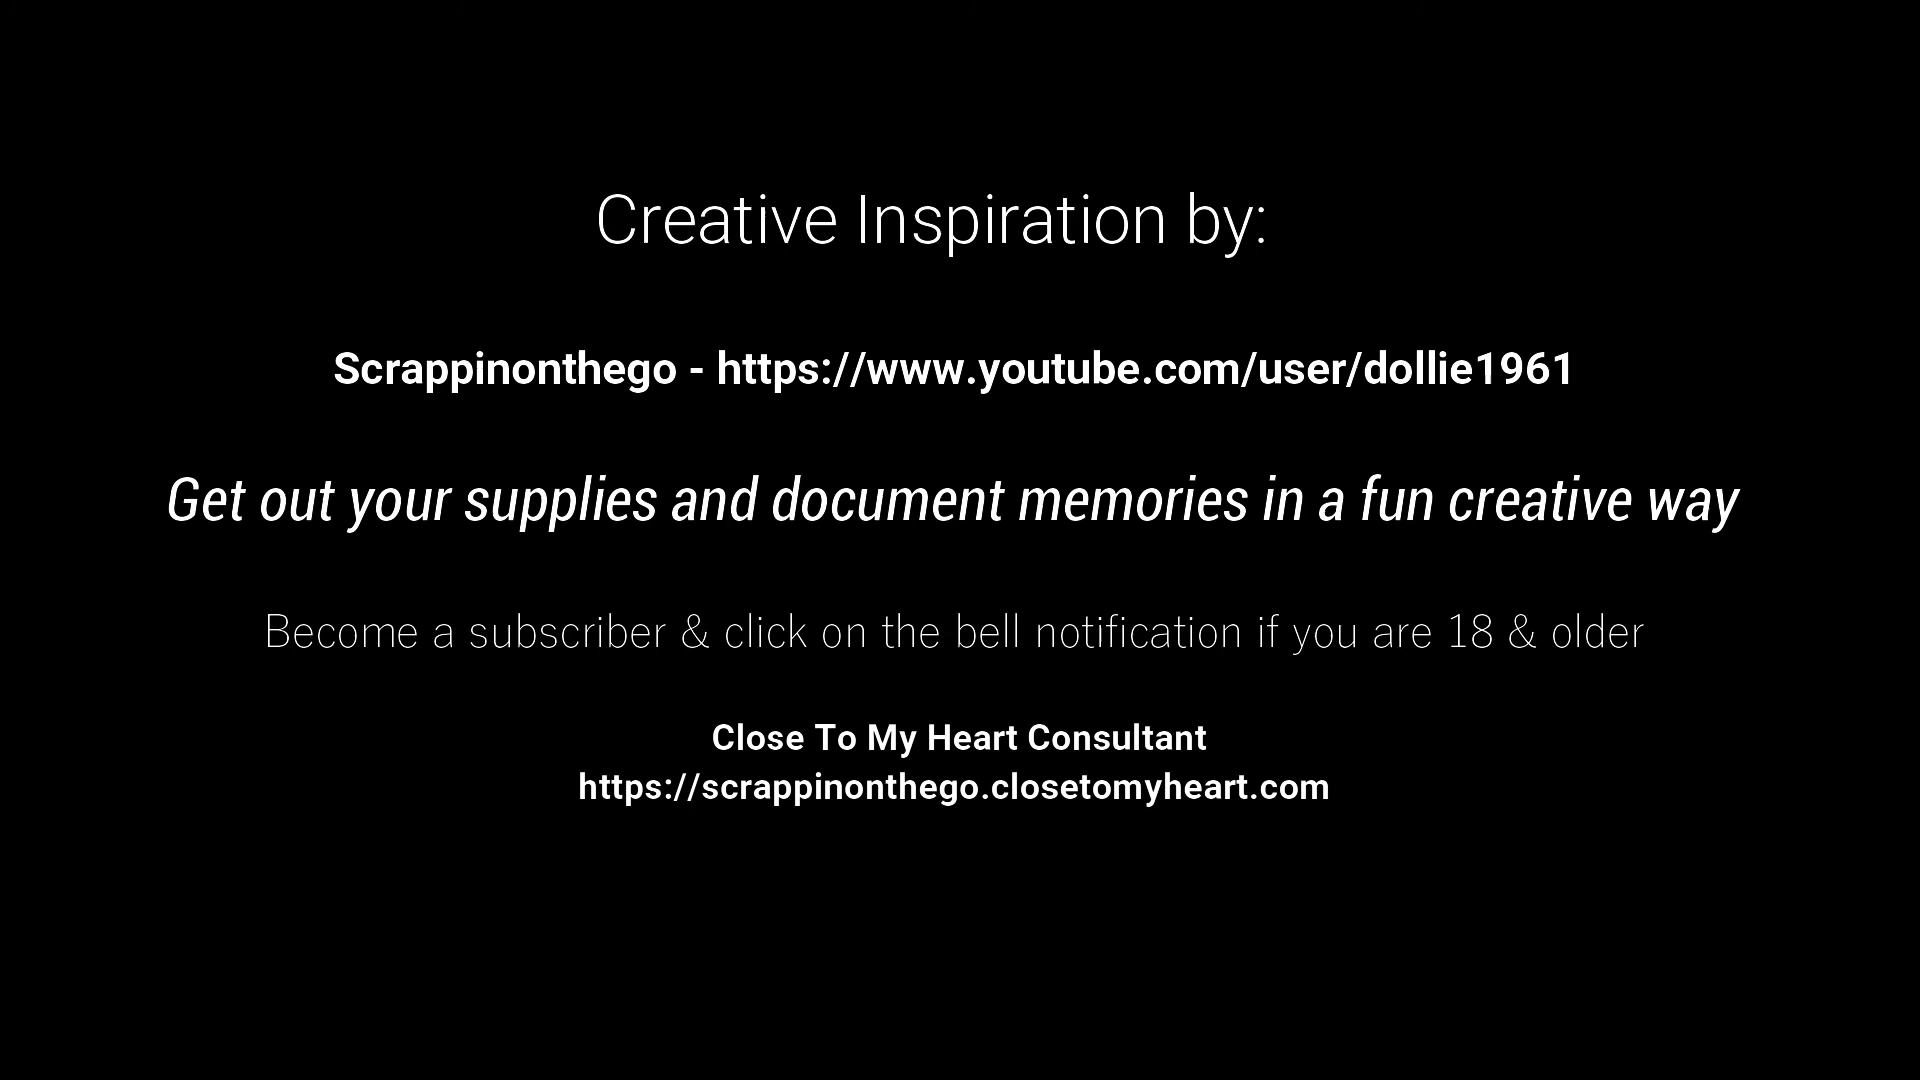 Creative Inspiration by:
Scrappinonthego - https://www.youtube.com/user/dollie1961
Get out your supplies and document memories in a fun creative way
Become a subscriber & click on the bell notification if you are 18 & older
Close To My Heart Consultant
https://scrappinonthego.closetomyheart.com